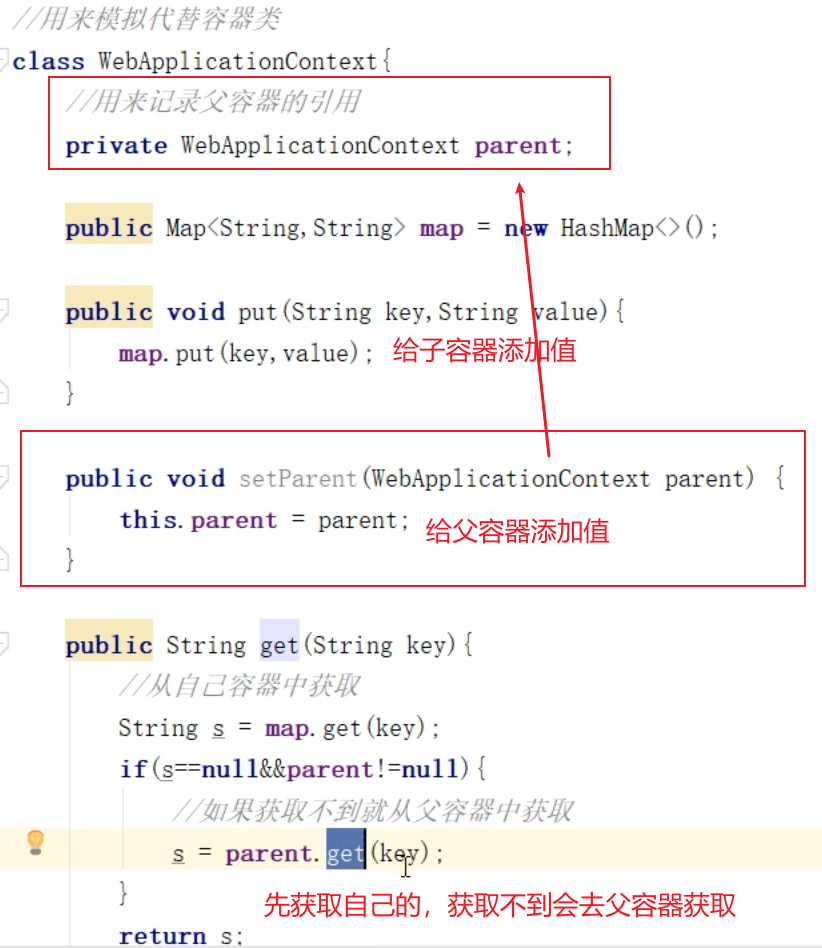 //用来模拟代替容器类
class WebApplicationContext{
//用来记录父容器的引用
private WebApplicationContext parent;
public Map<String,String> map = new HashMap<>();
public void put(String key,String value){
map.put(key,value); 给子容器添加值
}
public void setParent(WebApplicationContext parent) {
this.parent = parent; 给父容器添加值
}
public String get(String key){
//从自己容器中获取
String s = map.get(key);
if(s==null&&parent!=null){
//如果获取不到就从父容器中获取
s = parent.get(key);
}
先获取自己的，获取不到会去父容器获取
return s;